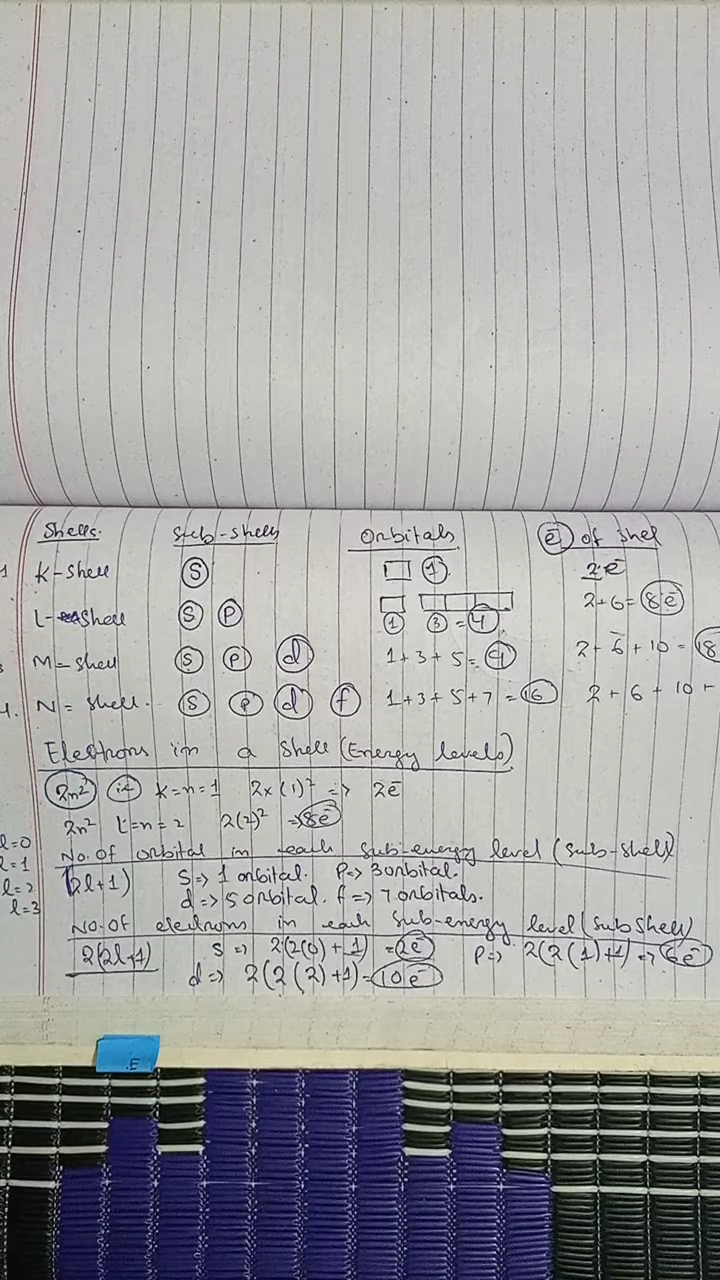 Shells. Sub-shells Orbitals e̅ of shel
1 K-shell S 1 2e̅
L-shell S P 1 3 = 4 2+6=8e̅
3 M-shell S P d 1+3+5=9 2+6+10=18
4. N=shell. S P d f 1+3+5+7=16 2+6+10+
Electrons in a Shell (Energy levels)
2n² if K=n=1 2x(1)² => 2e̅
2n² L=n=2 2(2)² =>8e̅
l=0 No. of orbital in each sub-energy level (Sub-shell)
l=1
l=2 (2l+1) S=> 1 orbital. P=> 3 orbital.
l=3 d=> 5 orbital. f=> 7 orbitals.
No. of electrons in each Sub-energy level (Sub Shell)
2(2l+1) s=> 2(2(0)+1) =2e̅ P=> 2(2(1)+1)=>6e̅
d=> 2(2(2)+1)=10e̅
.E